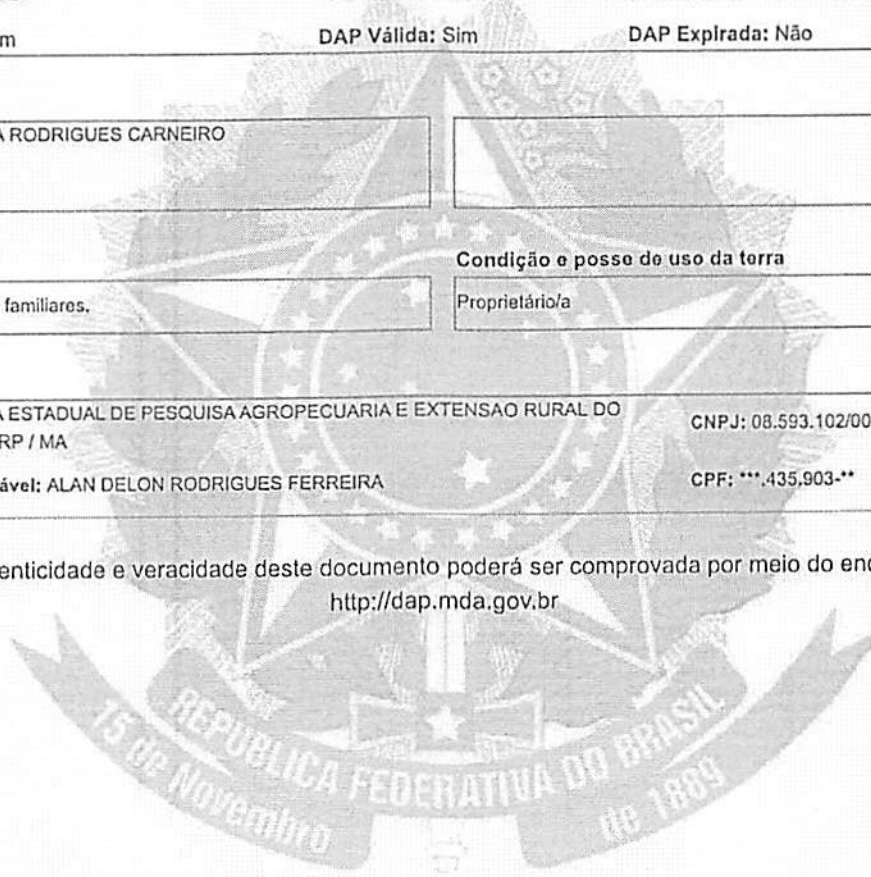 m DAP Válida: Sim DAP Expirada: Não
A RODRIGUES CARNEIRO
Condição e posse de uso da terra
familiares. Proprietário/a
A ESTADUAL DE PESQUISA AGROPECUARIA E EXTENSAO RURAL DO
RP / MA
CNPJ: 08.593.102/00
ável: ALAN DELON RODRIGUES FERREIRA CPF: ***.435.903-**
enticidade e veracidade deste documento poderá ser comprovada por meio do end
http://dap.mda.gov.br
REPÚBLICA FEDERATIVA DO BRASIL
15 de Novembro de 1889